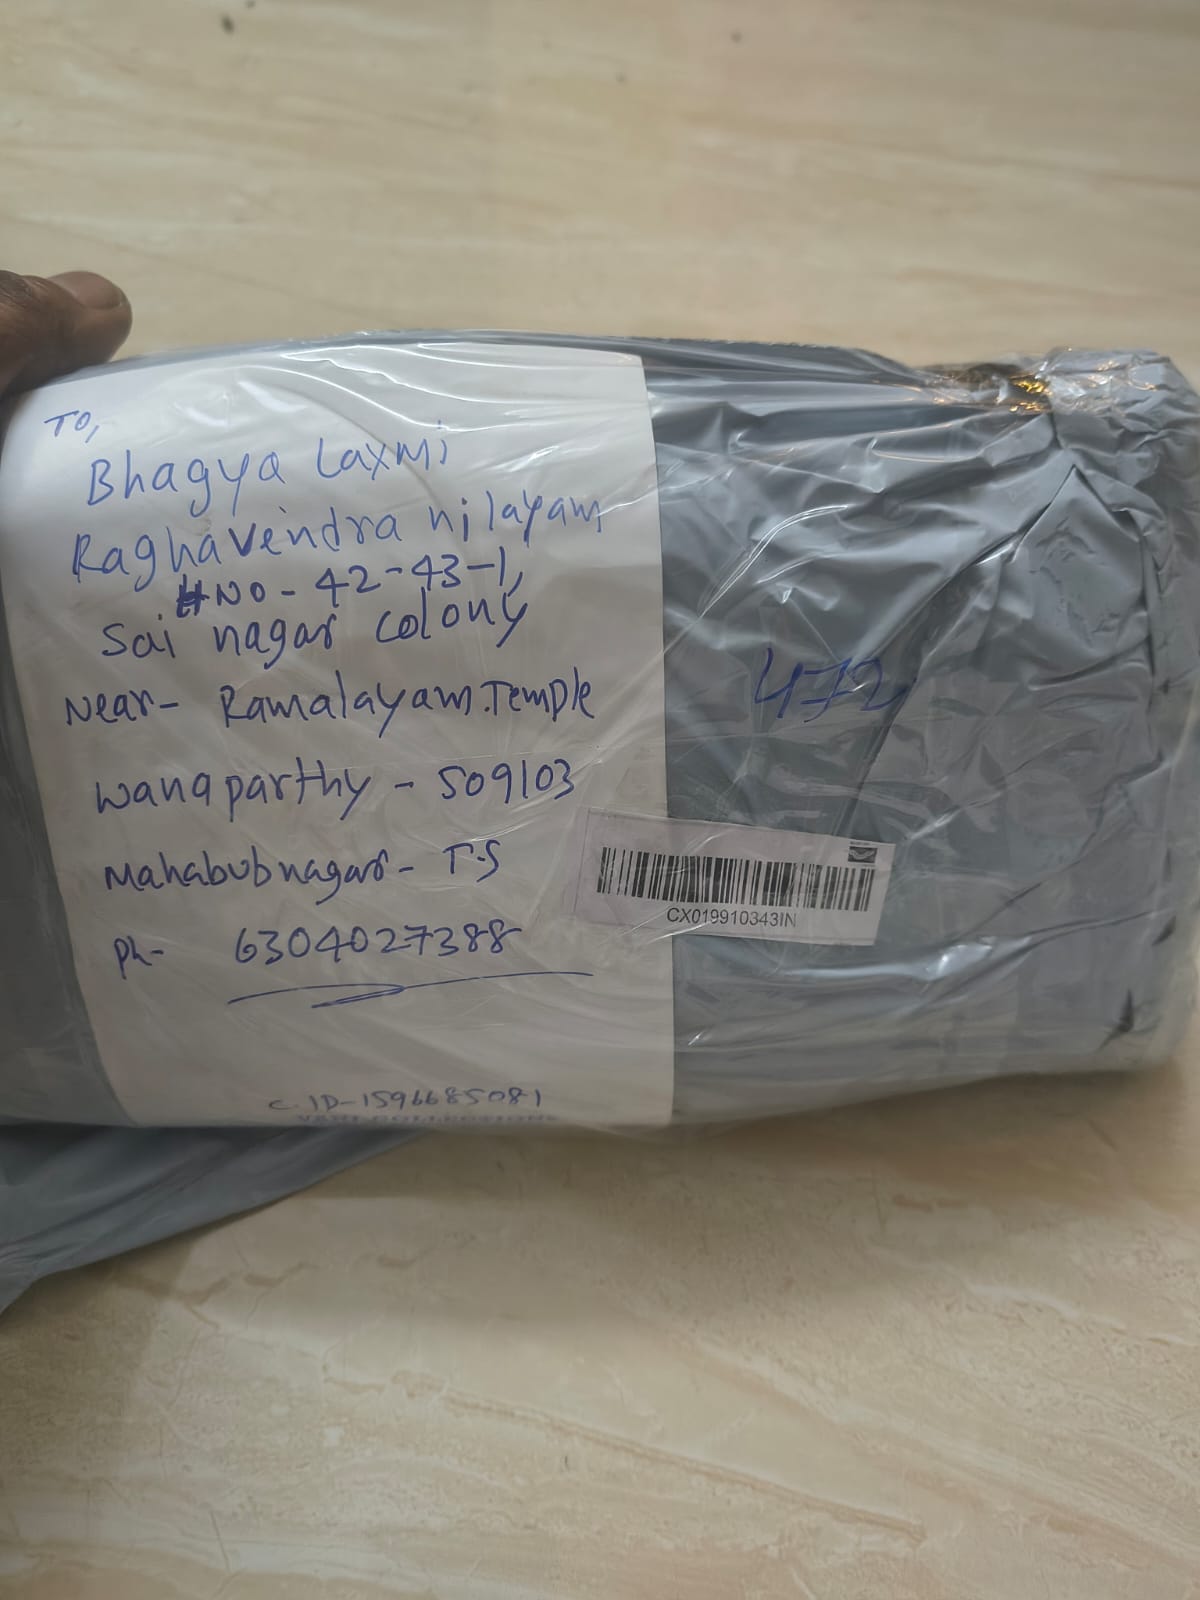 TO,
Bhagya Laxmi
Raghavendra nilayam
#NO - 42-43-1,
Sai nagar colony
Near- Ramalayam.Temple
Wanaparthy - 509103
Mahabubnagar - T.S
Ph- 6304027388
C.ID-1596685081
472
CX019910343IN